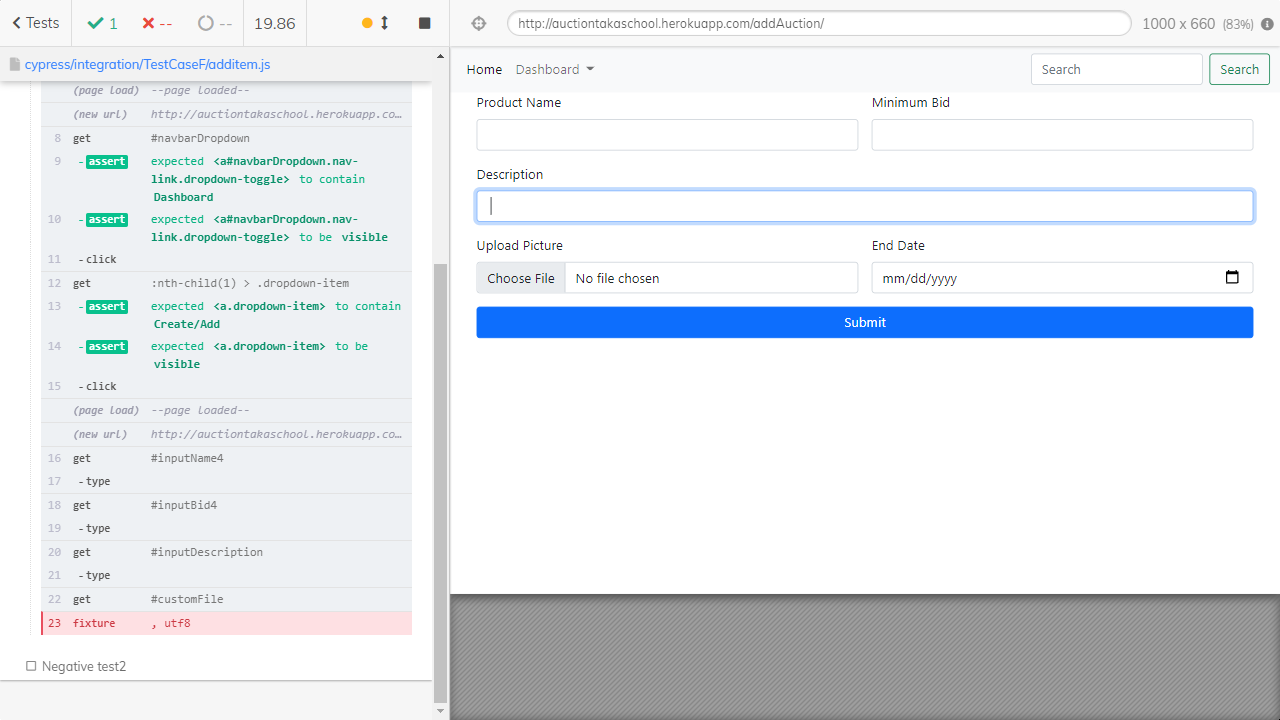 Tests
1
--
--
19.86
http://auctiontakaschool.herokuapp.com/addAuction/
1000 x 660 (83%)
cypress/integration/TestCaseF/additem.js
(page load) --page loaded--
(new url) http://auctiontakaschool.herokuapp.co…
8 get #navbarDropdown
9 -assert expected <a#navbarDropdown.nav-
link.dropdown-toggle> to contain
Dashboard
10 -assert expected <a#navbarDropdown.nav-
link.dropdown-toggle> to be visible
11 -click
12 get :nth-child(1) > .dropdown-item
13 -assert expected <a.dropdown-item> to contain
Create/Add
14 -assert expected <a.dropdown-item> to be
visible
15 -click
(page load) --page loaded--
(new url) http://auctiontakaschool.herokuapp.co…
16 get #inputName4
17 -type
18 get #inputBid4
19 -type
20 get #inputDescription
21 -type
22 get #customFile
23 fixture , utf8
Negative test2
Home Dashboard Search Search
Product Name Minimum Bid
Description
Upload Picture End Date
Choose File No file chosen mm/dd/yyyy
Submit